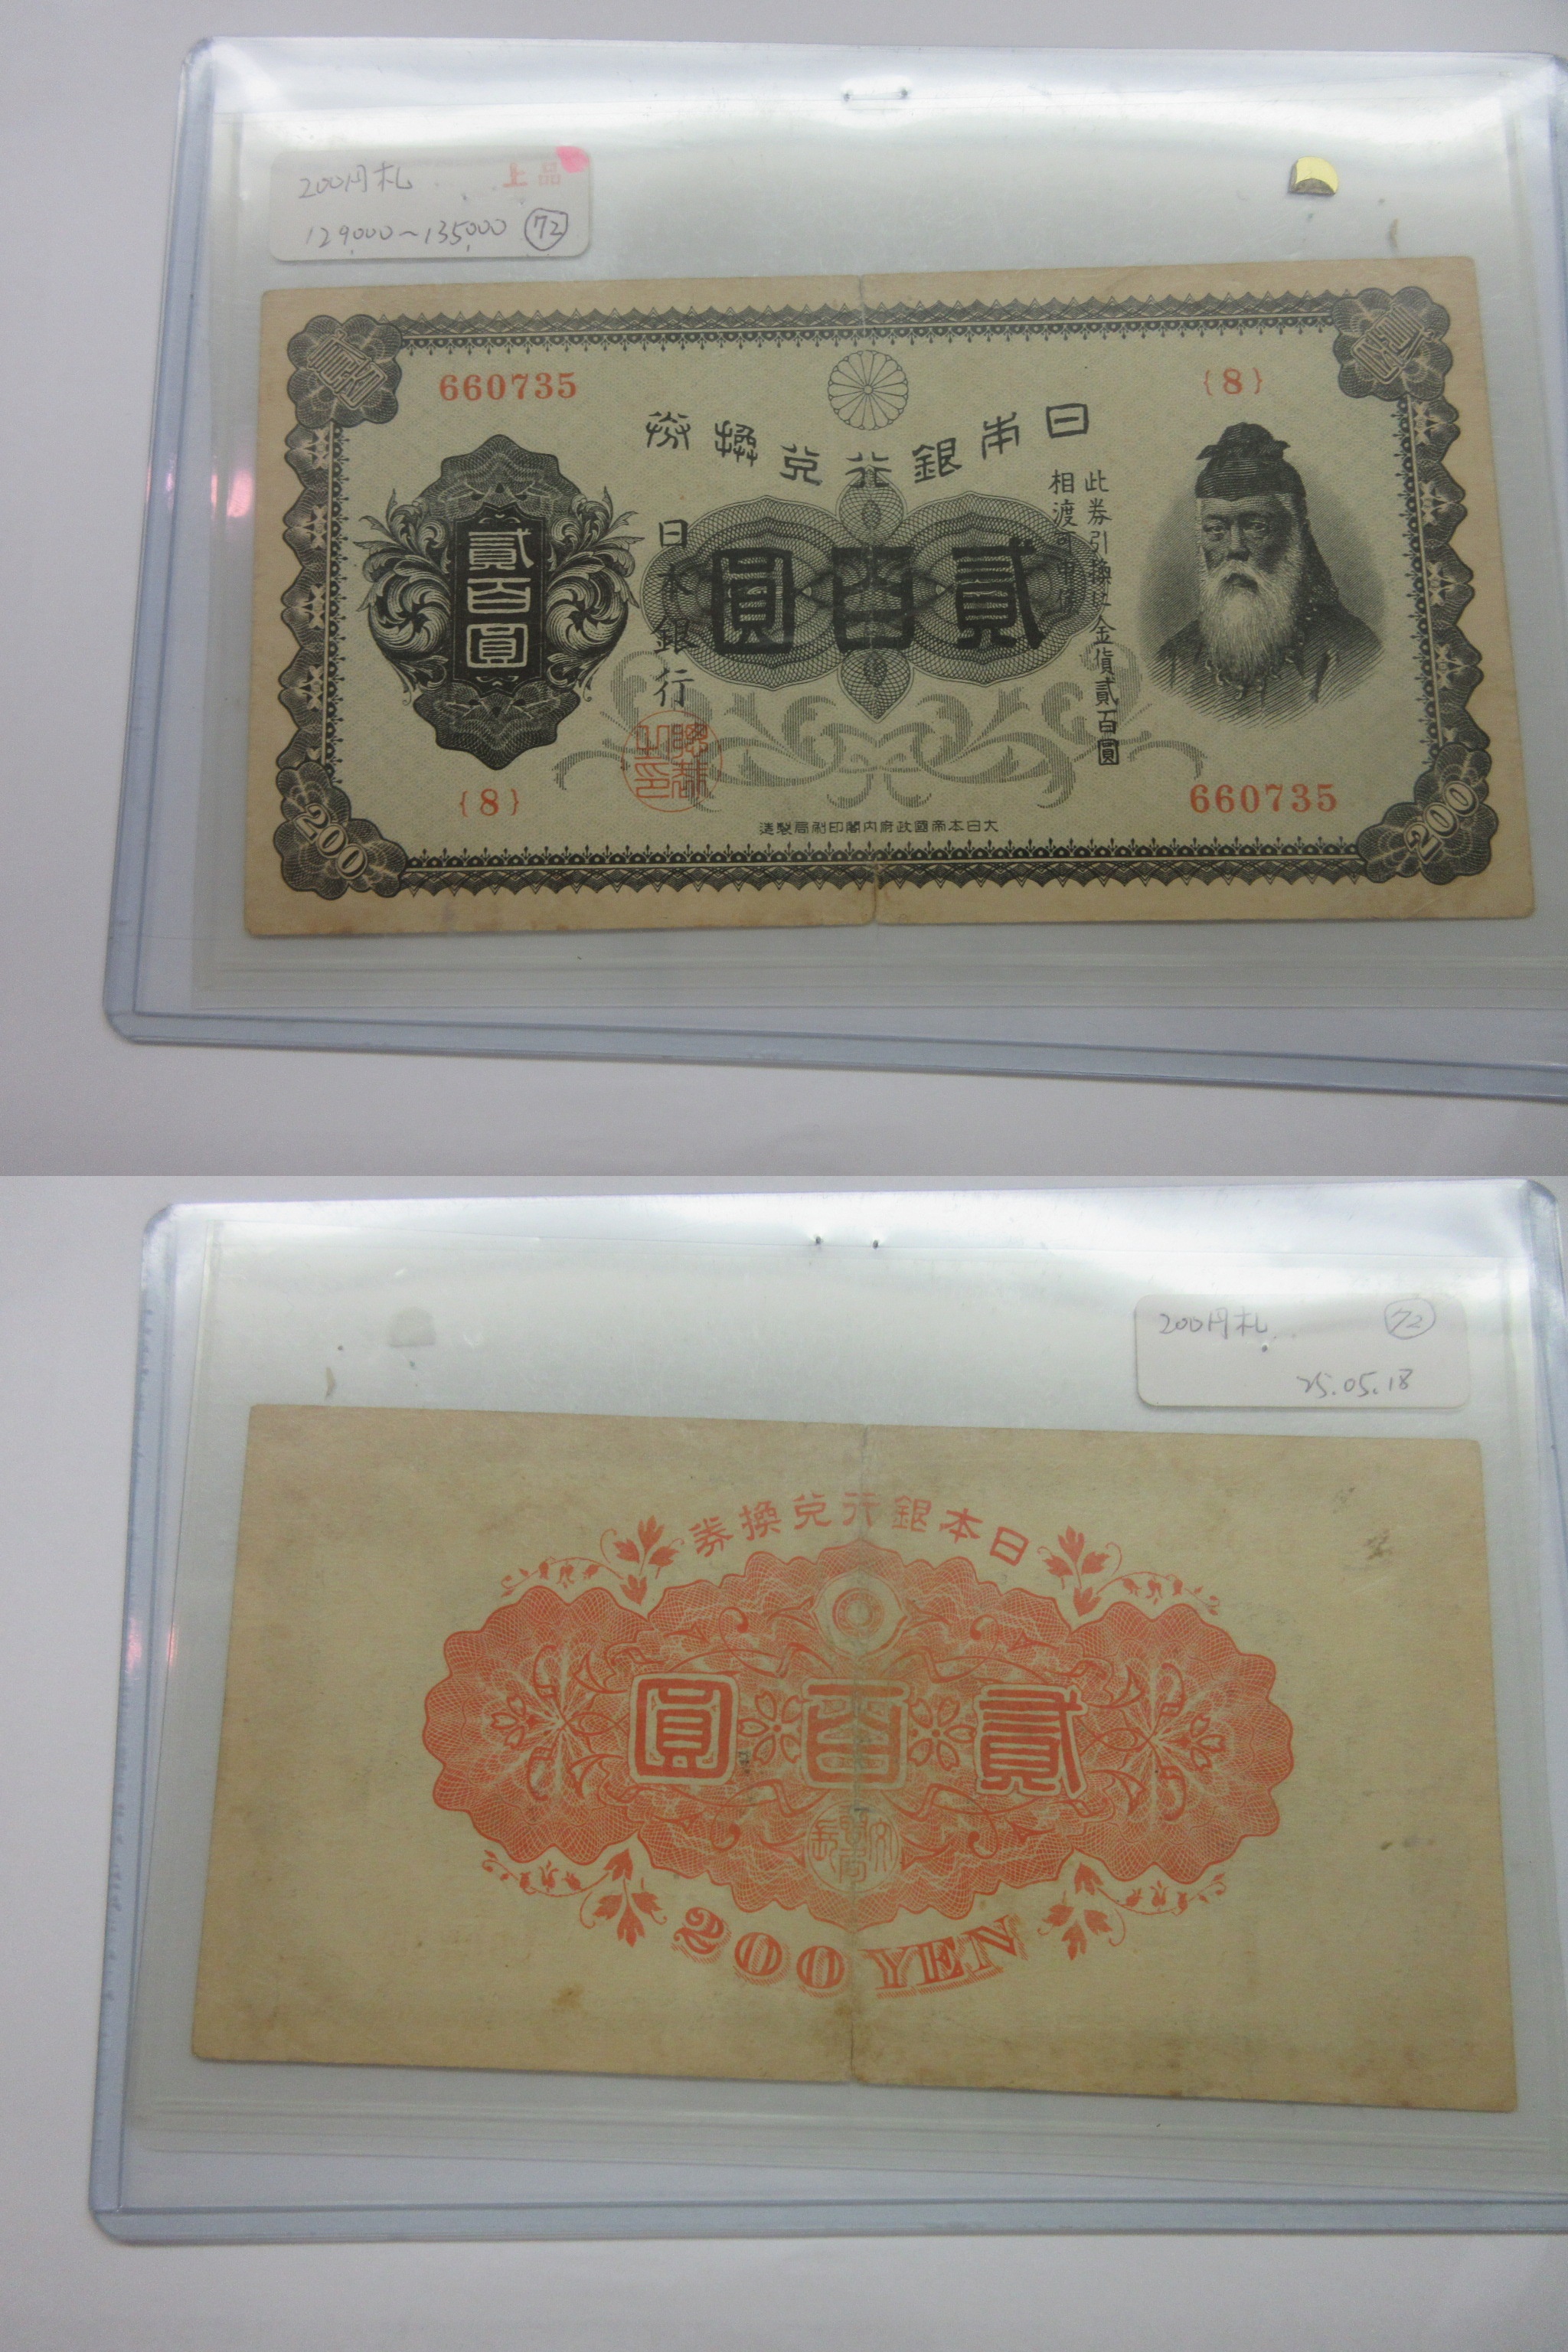 200円札 上品
129,000～135,000 72
660735
{8}
日本銀行兌換券
貳百圓
日本銀行
貳百圓
此券引換ニ金貨貳百圓
相渡可申候
{8}
660735
大日本帝國政府内閣印刷局製造
200
200
200円札 72
25.05.18
日本銀行兌換券
貳百圓
200 YEN